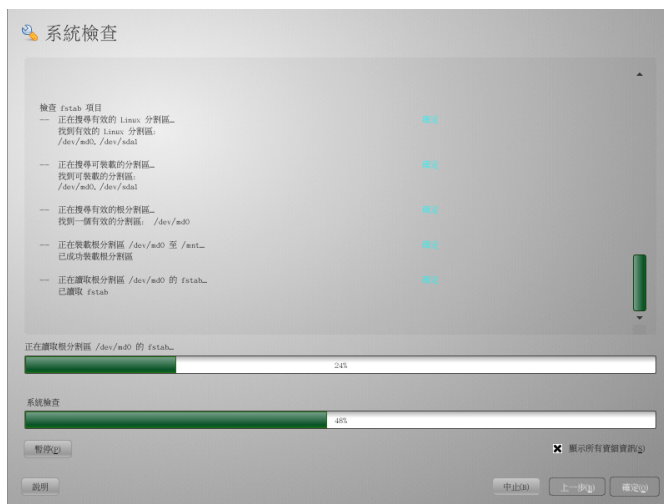 系統檢查
檢查 fstab 項目
-- 正在搜尋有效的 Linux 分割區…
找到有效的 Linux 分割區:
/dev/md0, /dev/sda1
-- 正在搜尋可裝載的分割區…
找到可裝載的分割區:
/dev/md0, /dev/sda1
-- 正在搜尋有效的根分割區…
找到一個有效的分割區: /dev/md0
-- 正在裝載根分割區 /dev/md0 至 /mnt…
已成功裝載根分割區
-- 正在讀取根分割區 /dev/md0 的 fstab…
已讀取 fstab
正在讀取根分割區 /dev/md0 的 fstab…
24%
系統檢查
48%
暫停(P)
顯示所有詳細資訊(S)
說明
中止(R)
上一步(B)
確定(O)